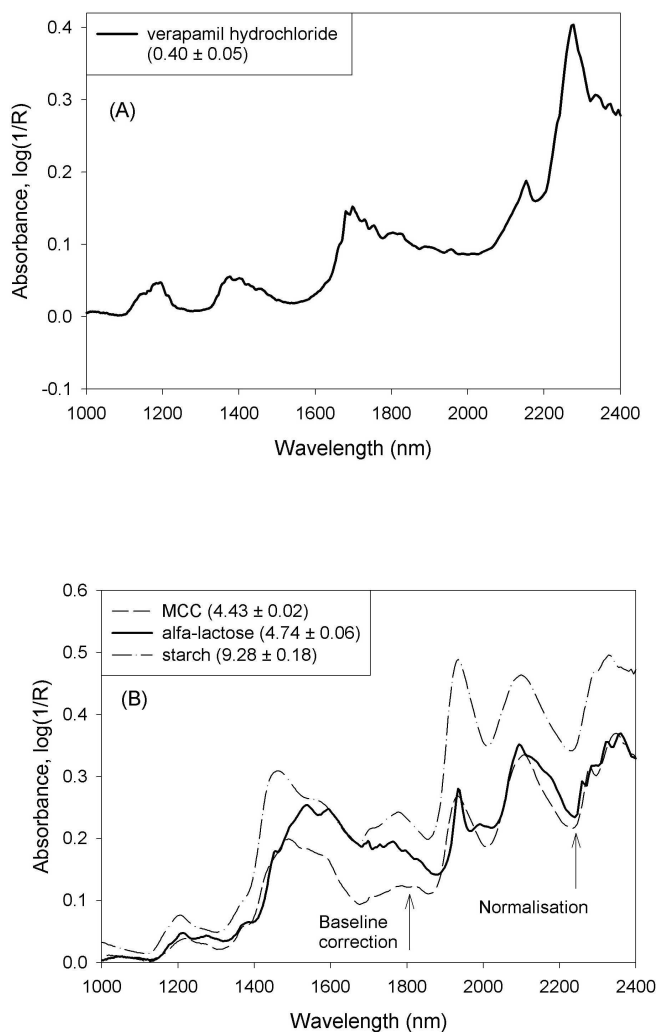 verapamil hydrochloride
(0.40 ± 0.05)
(A)
Absorbance, log(1/R)
0.4
0.3
0.2
0.1
0.0
-0.1
1000 1200 1400 1600 1800 2000 2200 2400
Wavelength (nm)
MCC (4.43 ± 0.02)
alfa-lactose (4.74 ± 0.06)
starch (9.28 ± 0.18)
(B)
Absorbance, log(1/R)
0.6
0.5
0.4
0.3
0.2
0.1
0.0
Baseline
correction
Normalisation
1000 1200 1400 1600 1800 2000 2200 2400
Wavelength (nm)